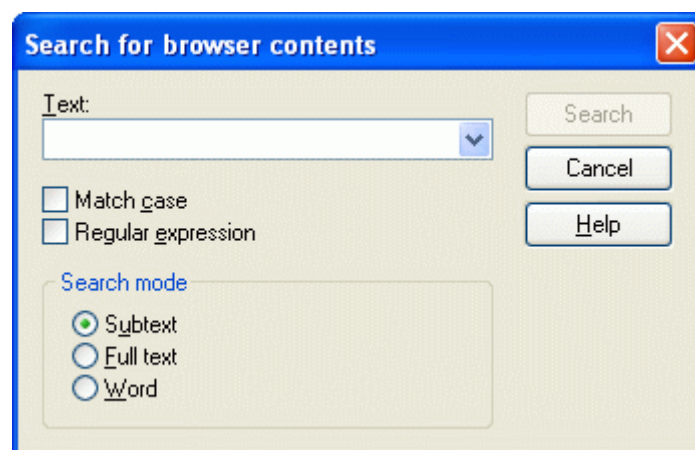 Search for browser contents
Text:
Search
Cancel
Match case
Regular expression
Help
Search mode
Subtext
Full text
Word